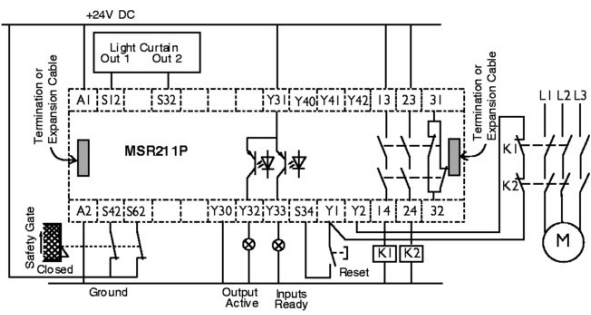 +24V DC
Light Curtain
Out 1 Out 2
Termination or
Expansion Cable
A1 S12 S32 Y31 Y40 Y41 Y42 13 23 31
Termination or
Expansion Cable
L1 L2 L3
MSR211P
K1
K2
A2 S42 S62 Y30 Y32 Y33 S34 Y1 Y2 14 24 32
Safety Gate
Closed
K1 K2
M
Reset
Ground
Output
Active
Inputs
Ready